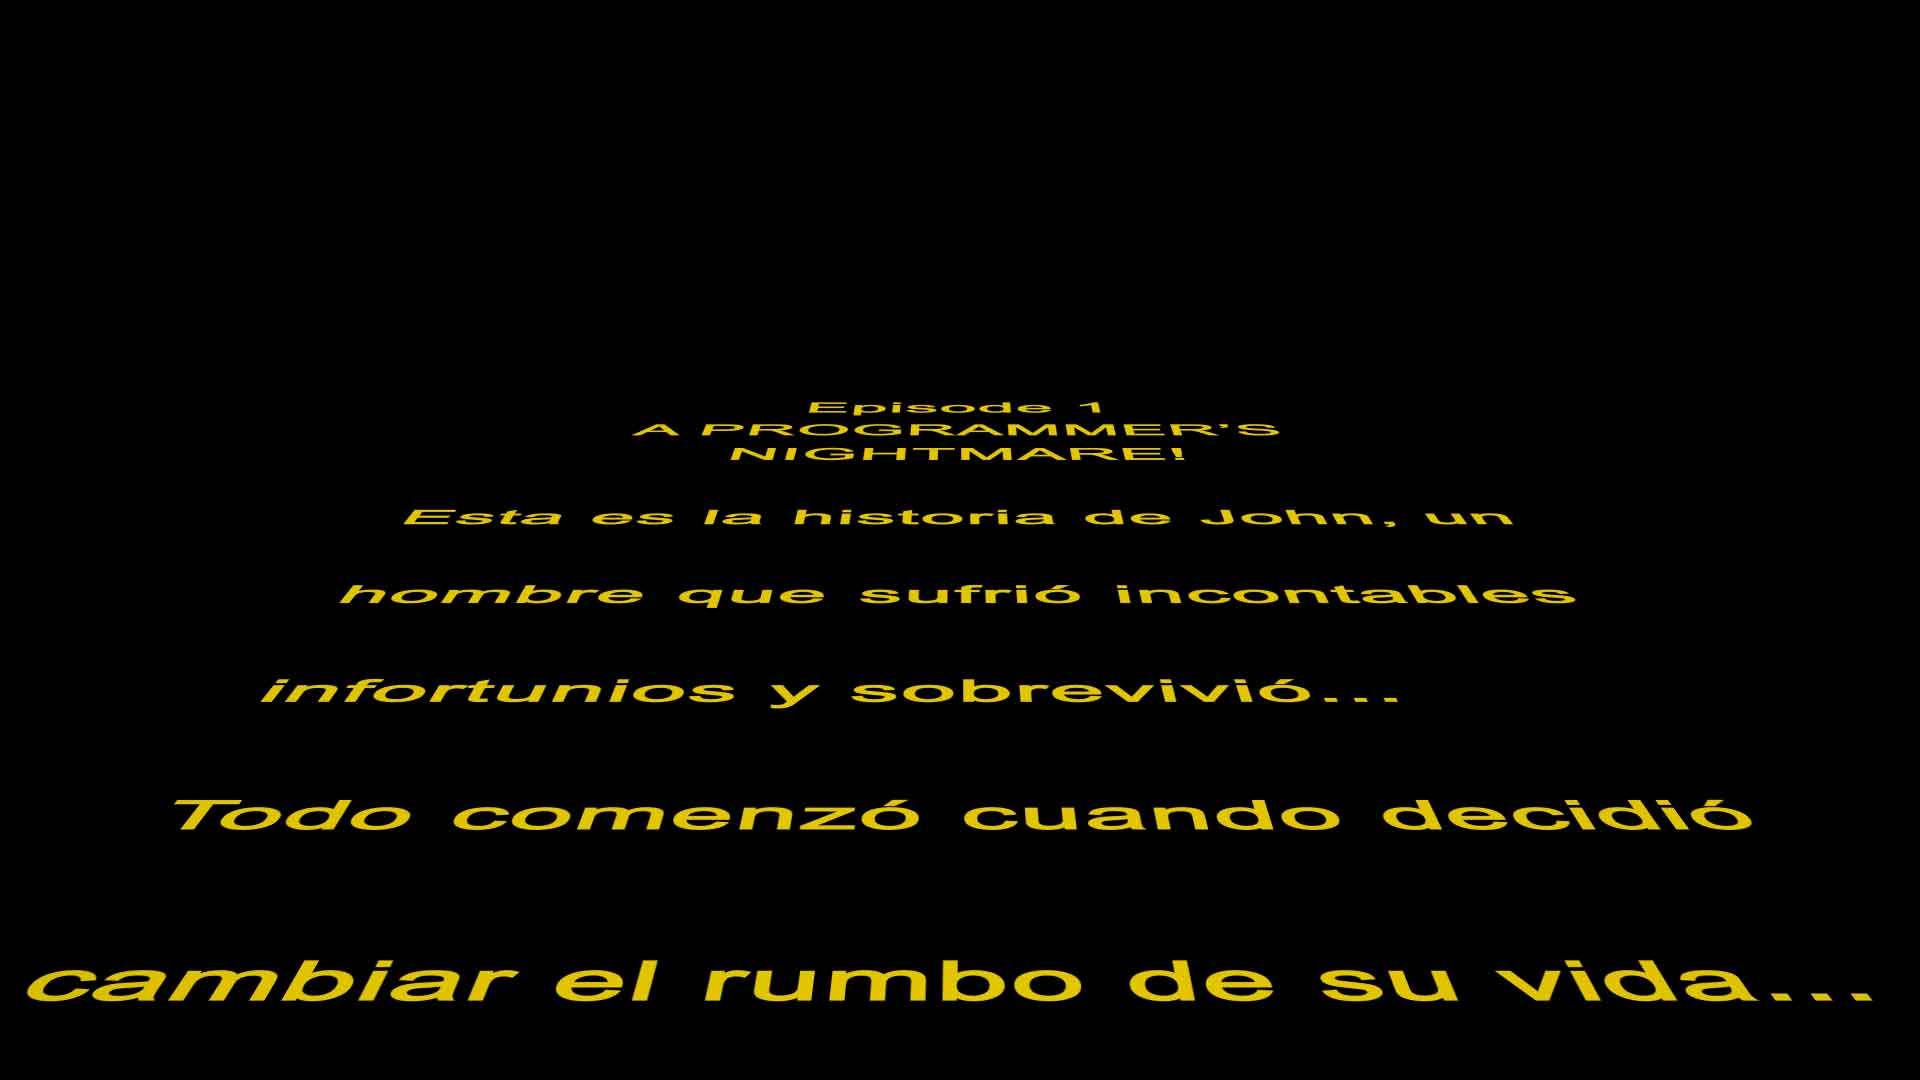 Episode 1
A PROGRAMMER'S
NIGHTMARE!
Esta es la historia de John, un
hombre que sufrió incontables
infortunios y sobrevivió...
Todo comenzó cuando decidió
cambiar el rumbo de su vida...